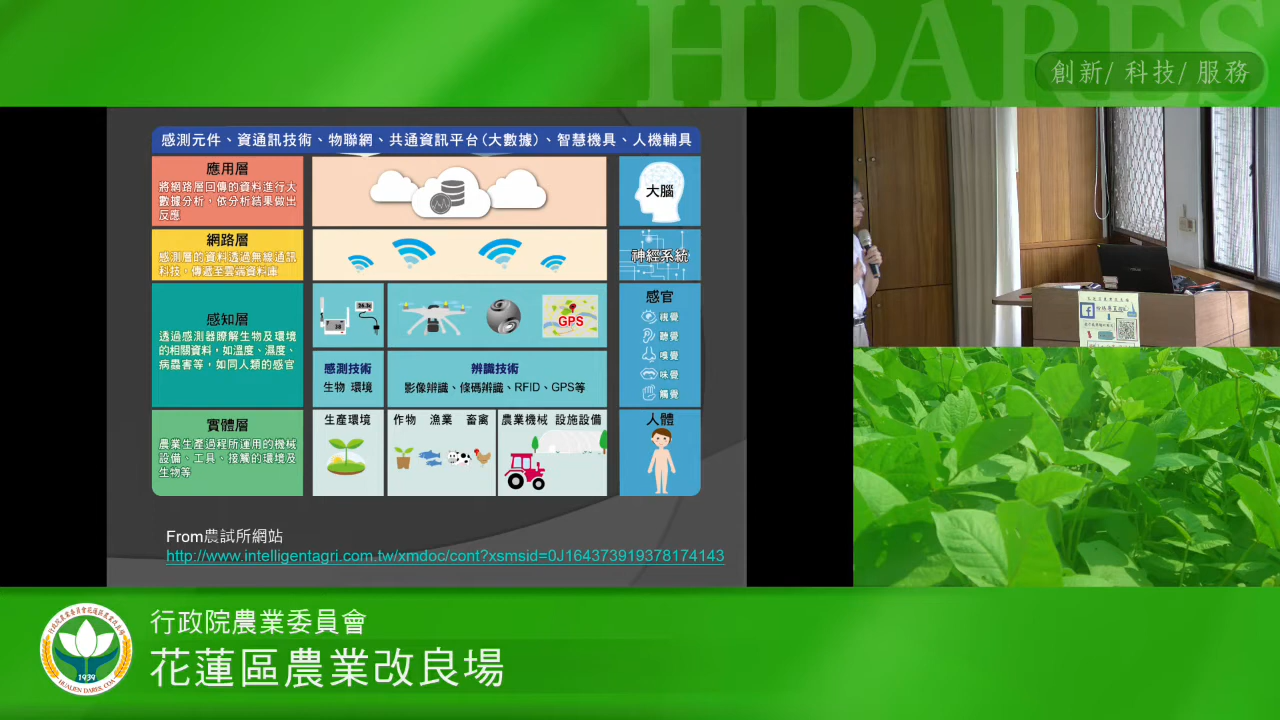 HDARES
創新/ 科技/ 服務
感測元件、資通訊技術、物聯網、共通資訊平台(大數據)、智慧機具、人機輔具
應用層
將網路層回傳的資料進行大
數據分析，依分析結果做出
反應
大腦
網路層
感測層的資料透過無線通訊
科技，傳遞至雲端資料庫
神經系統
感知層
透過感測器瞭解生物及環境
的相關資料，如溫度、濕度、
病蟲害等，如同人類的感官
GPS
感測技術
生物 環境
辨識技術
影像辨識、條碼辨識、RFID、GPS等
感官
視覺
聽覺
嗅覺
味覺
觸覺
實體層
農業生產過程所運用的機械
設備、工具、接觸的環境及
生物等
生產環境
作物 漁業 畜禽
農業機械 設施設備
人體
From農試所網站
http://www.intelligentagri.com.tw/xmdoc/cont?xsmsid=0J164373919378174143
行政院農業委員會
花蓮區農業改良場
1939
HUALIEN DARES, COA